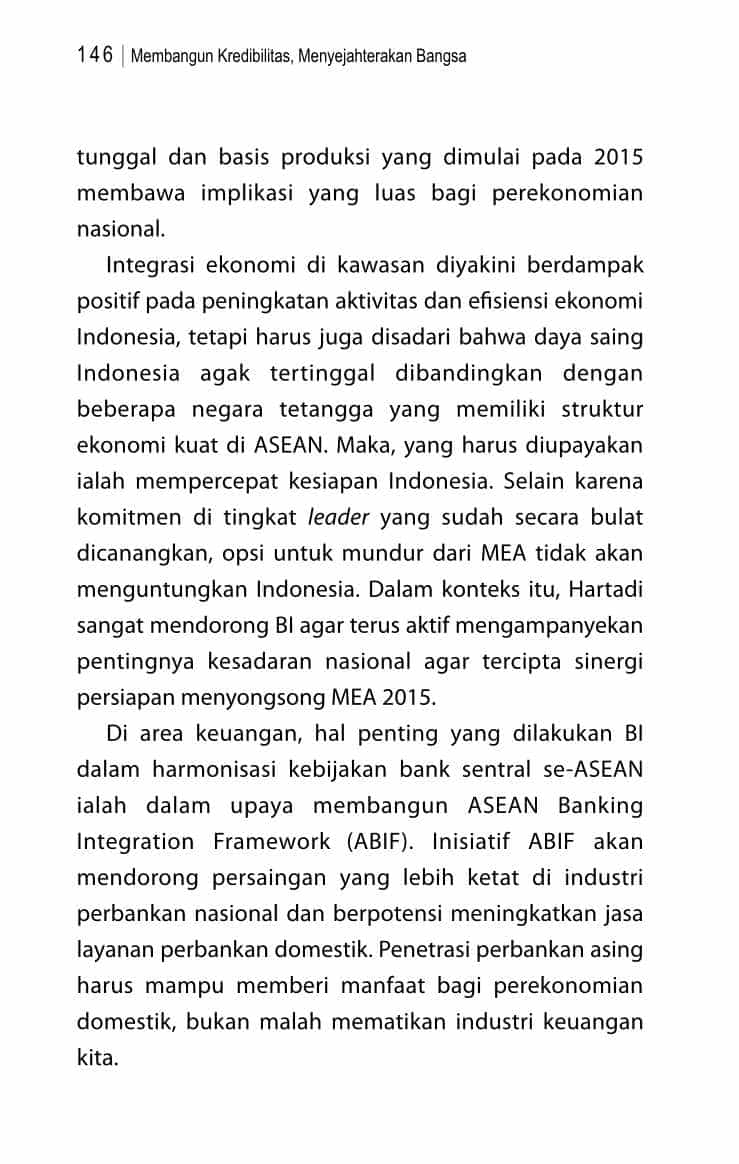 146 | Membangun Kredibilitas, Menyejahterakan Bangsa
tunggal dan basis produksi yang dimulai pada 2015
membawa implikasi yang luas bagi perekonomian
nasional.
Integrasi ekonomi di kawasan diyakini berdampak
positif pada peningkatan aktivitas dan efisiensi ekonomi
Indonesia, tetapi harus juga disadari bahwa daya saing
Indonesia agak tertinggal dibandingkan dengan
beberapa negara tetangga yang memiliki struktur
ekonomi kuat di ASEAN. Maka, yang harus diupayakan
ialah mempercepat kesiapan Indonesia. Selain karena
komitmen di tingkat leader yang sudah secara bulat
dicanangkan, opsi untuk mundur dari MEA tidak akan
menguntungkan Indonesia. Dalam konteks itu, Hartadi
sangat mendorong BI agar terus aktif mengampanyekan
pentingnya kesadaran nasional agar tercipta sinergi
persiapan menyongsong MEA 2015.
Di area keuangan, hal penting yang dilakukan BI
dalam harmonisasi kebijakan bank sentral se-ASEAN
ialah dalam upaya membangun ASEAN Banking
Integration Framework (ABIF). Inisiatif ABIF akan
mendorong persaingan yang lebih ketat di industri
perbankan nasional dan berpotensi meningkatkan jasa
layanan perbankan domestik. Penetrasi perbankan asing
harus mampu memberi manfaat bagi perekonomian
domestik, bukan malah mematikan industri keuangan
kita.